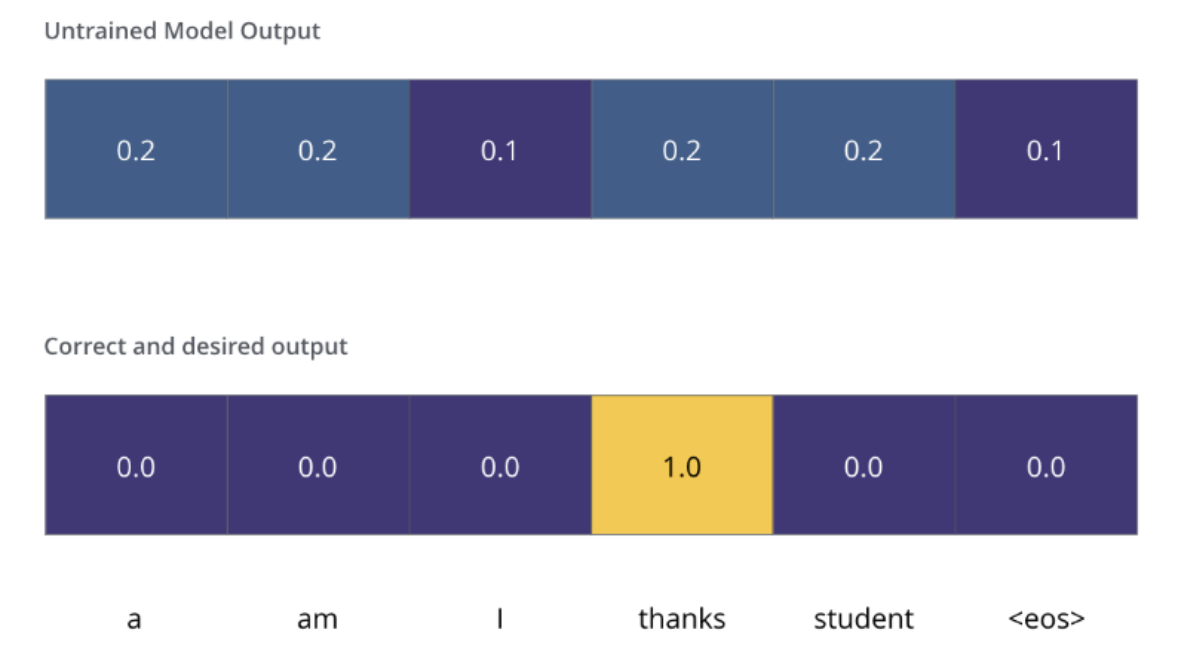 Untrained Model Output
0.2 0.2 0.1 0.2 0.2 0.1
Correct and desired output
0.0 0.0 0.0 1.0 0.0 0.0
a am I thanks student <eos>